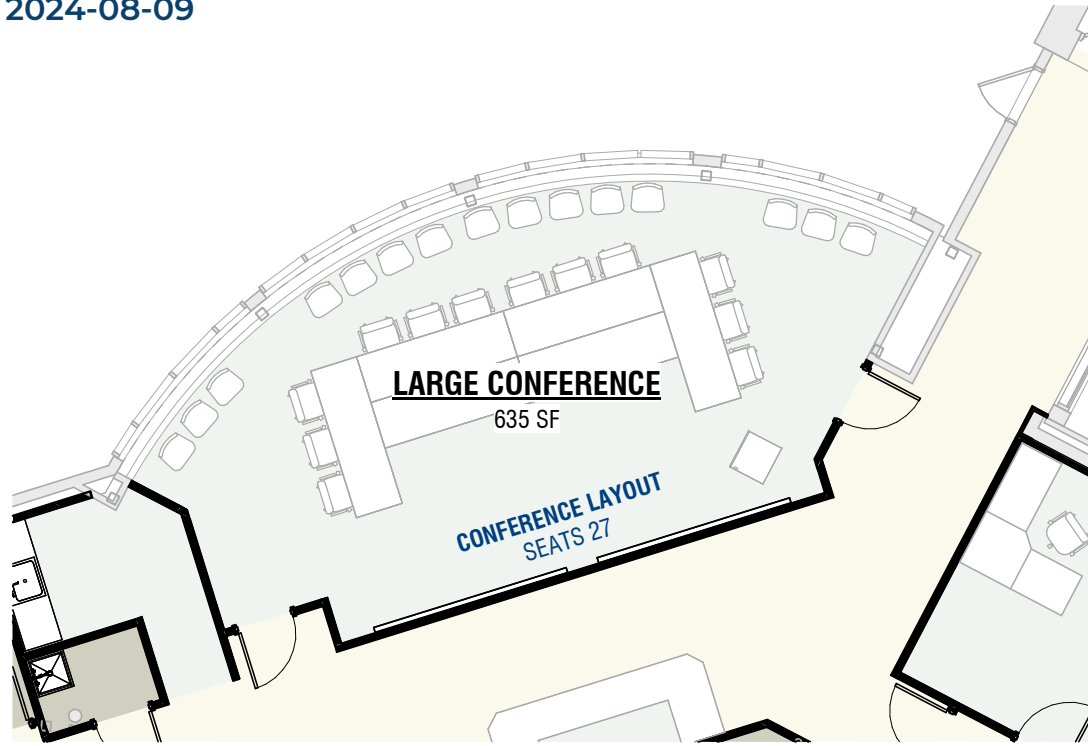 2024-08-09
LARGE CONFERENCE
635 SF
CONFERENCE LAYOUT
SEATS 27